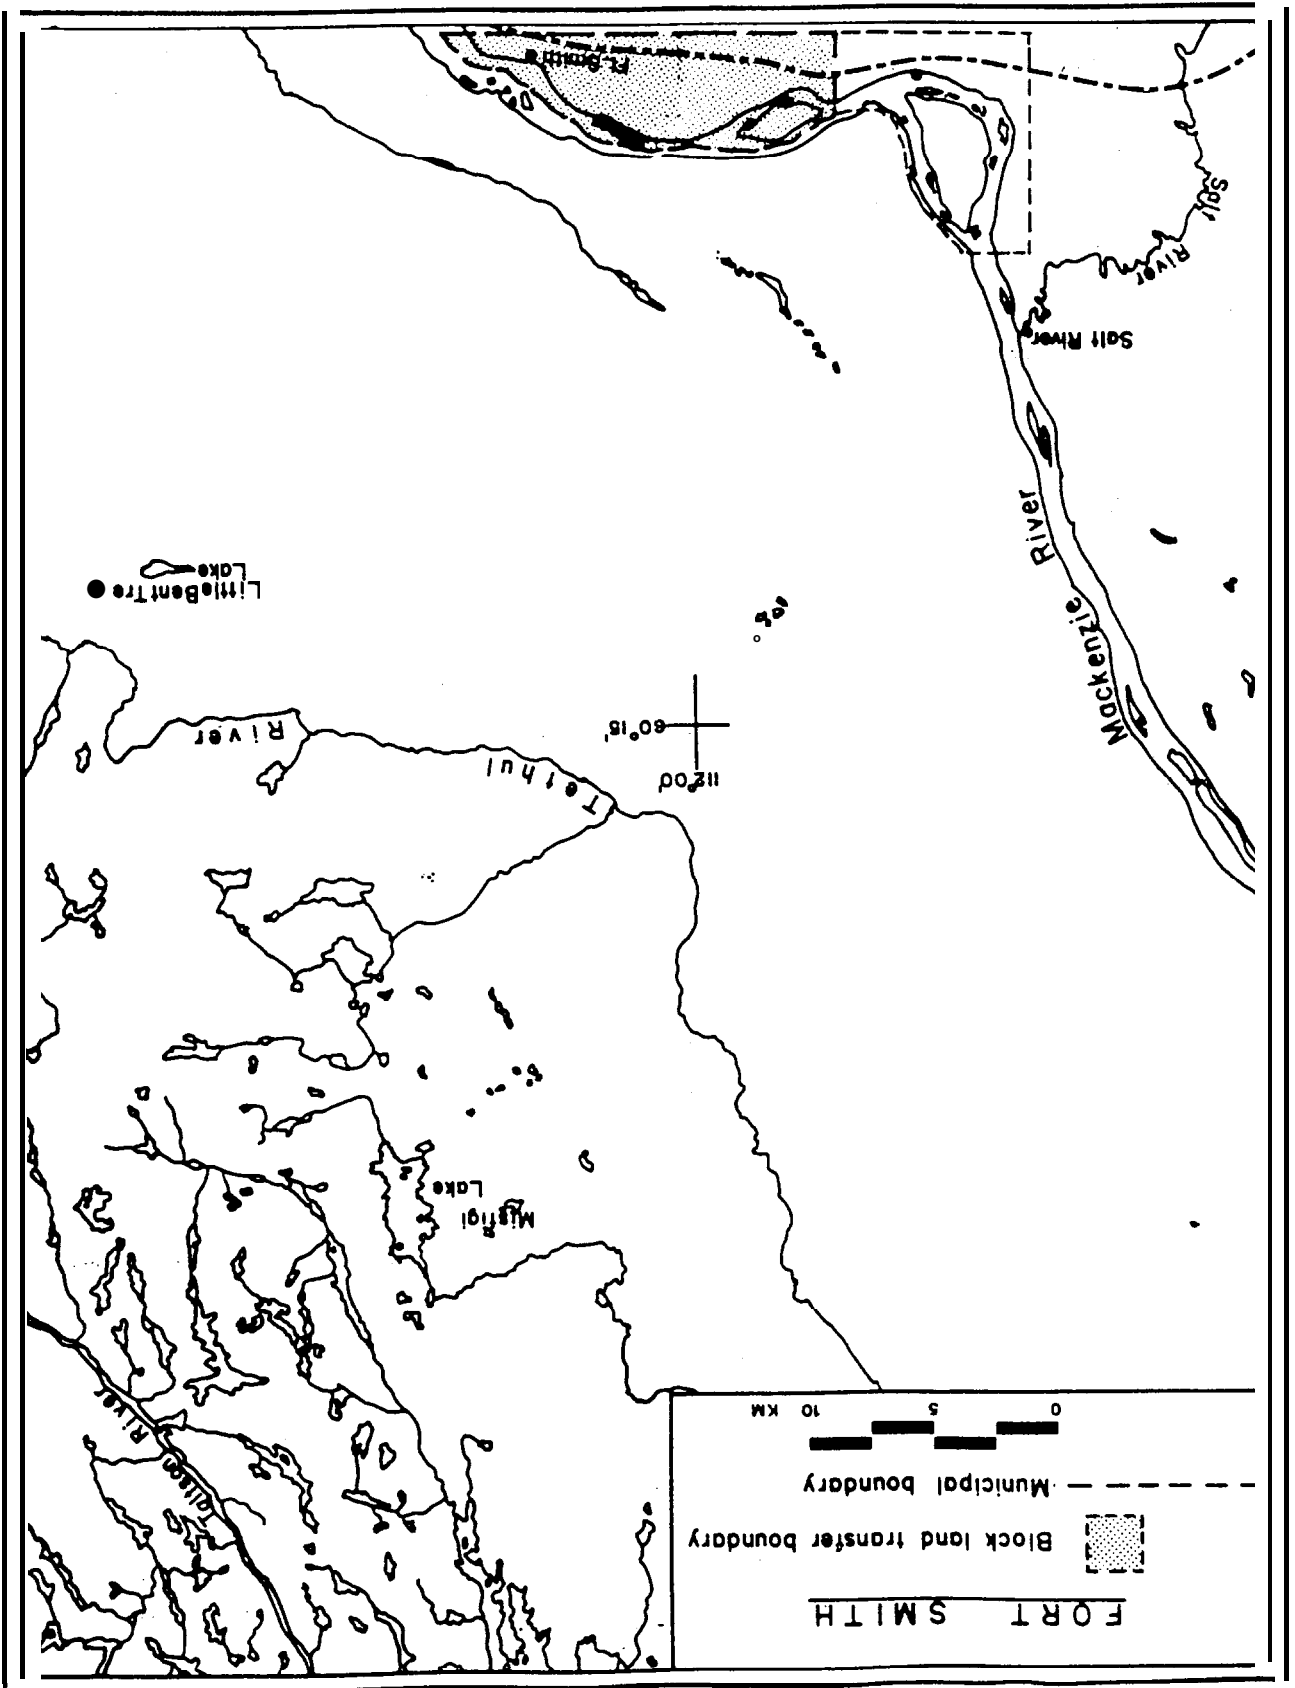 FORT SMITH
Block land transfer boundary
Municipal boundary
0 5 10 KM
Taltson River
Mistigi
Lake
112°00'
60°15'
Tethul River
Mackenzie River
Little Bent Tre
Lake
Salt River
Salt River
Ft. Smith